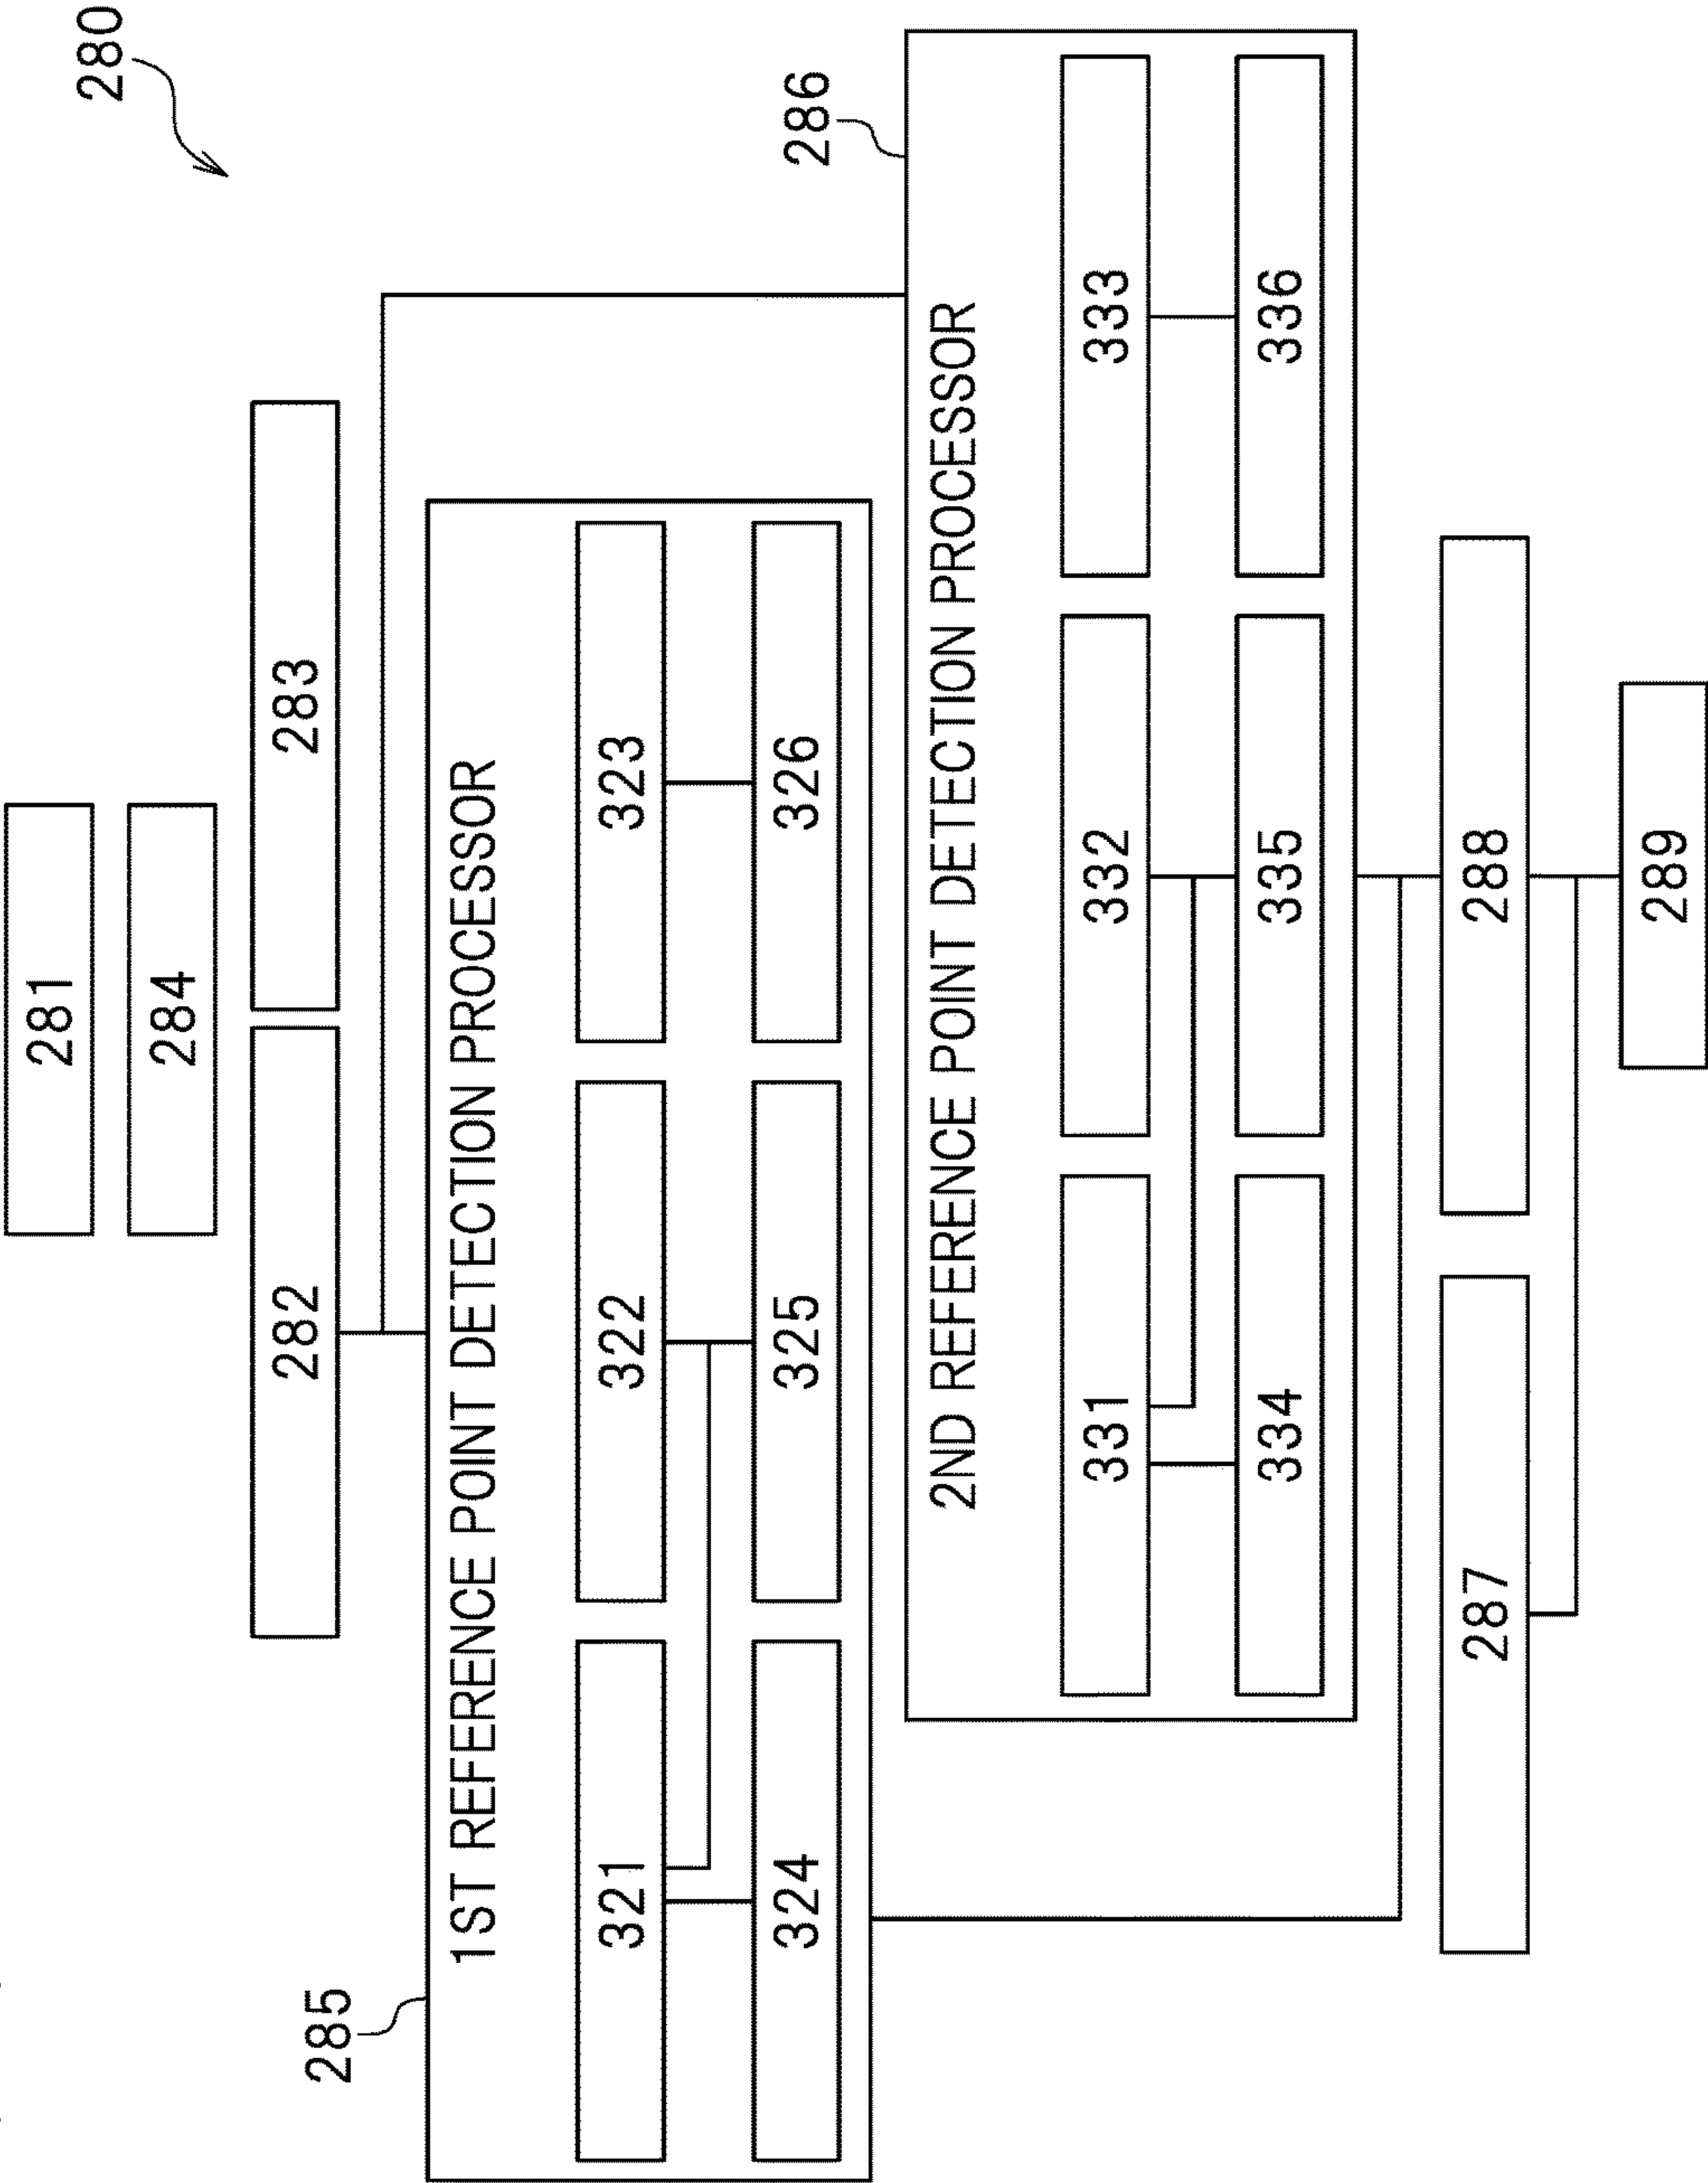 281
280
284
282 283
285
1ST REFERENCE POINT DETECTION PROCESSOR
321 322 323
324 325 326
286
2ND REFERENCE POINT DETECTION PROCESSOR
331 332 333
334 335 336
287 288
289